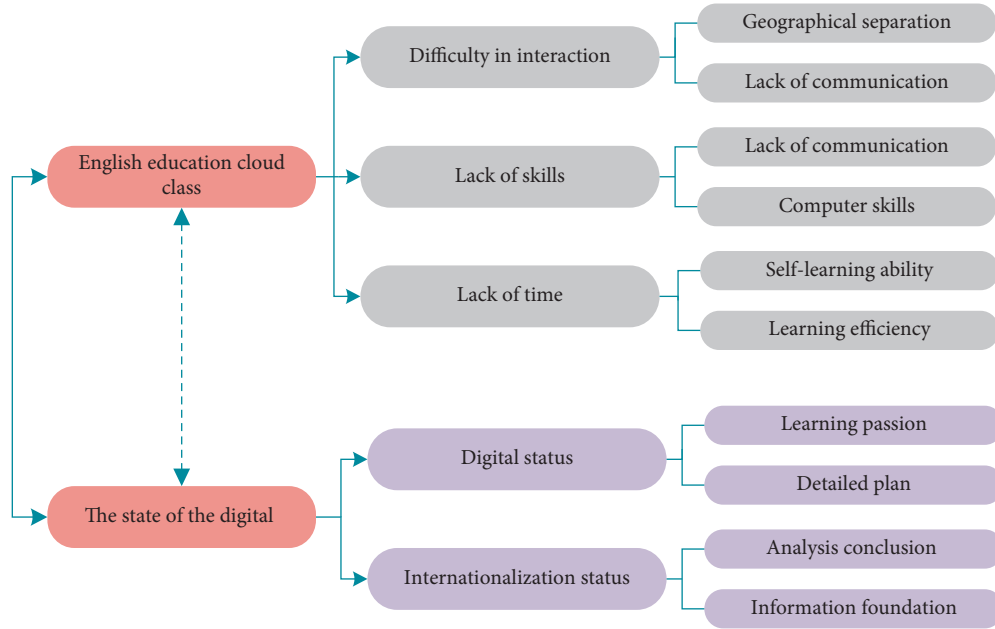 Geographical separation
Difficulty in interaction
Lack of communication
English education cloud
class
Lack of communication
Lack of skills
Computer skills
Self-learning ability
Lack of time
Learning efficiency
Learning passion
Digital status
Detailed plan
The state of the digital
Analysis conclusion
Internationalization status
Information foundation